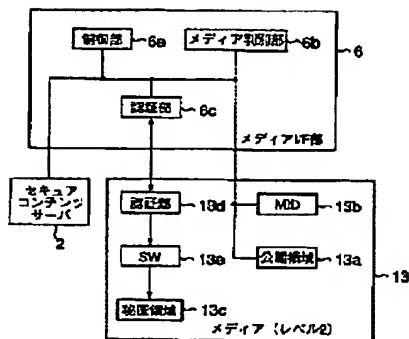 制御部
6a
メディア判別部
6b
6
認証部
6c
メディアI/F部
セキュア
コンテンツ
サーバ
2
認証部
13d
MID
13b
SW
13e
公開領域
13a
13
秘匿領域
13c
メディア(レベル2)